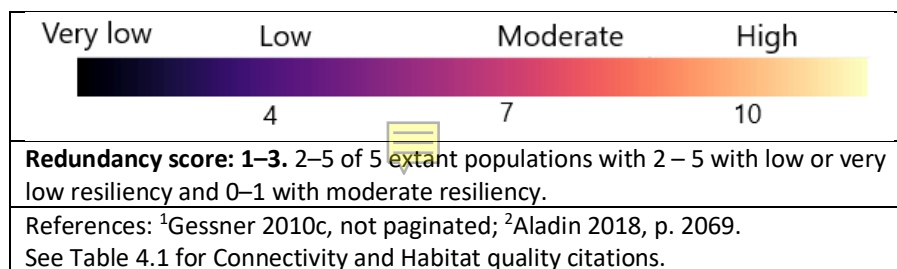 Very low Low Moderate High
4 7 10
Redundancy score: 1–3. 2–5 of 5 extant populations with 2 – 5 with low or very
low resiliency and 0–1 with moderate resiliency.
References: ¹Gessner 2010c, not paginated; ²Aladin 2018, p. 2069.
See Table 4.1 for Connectivity and Habitat quality citations.